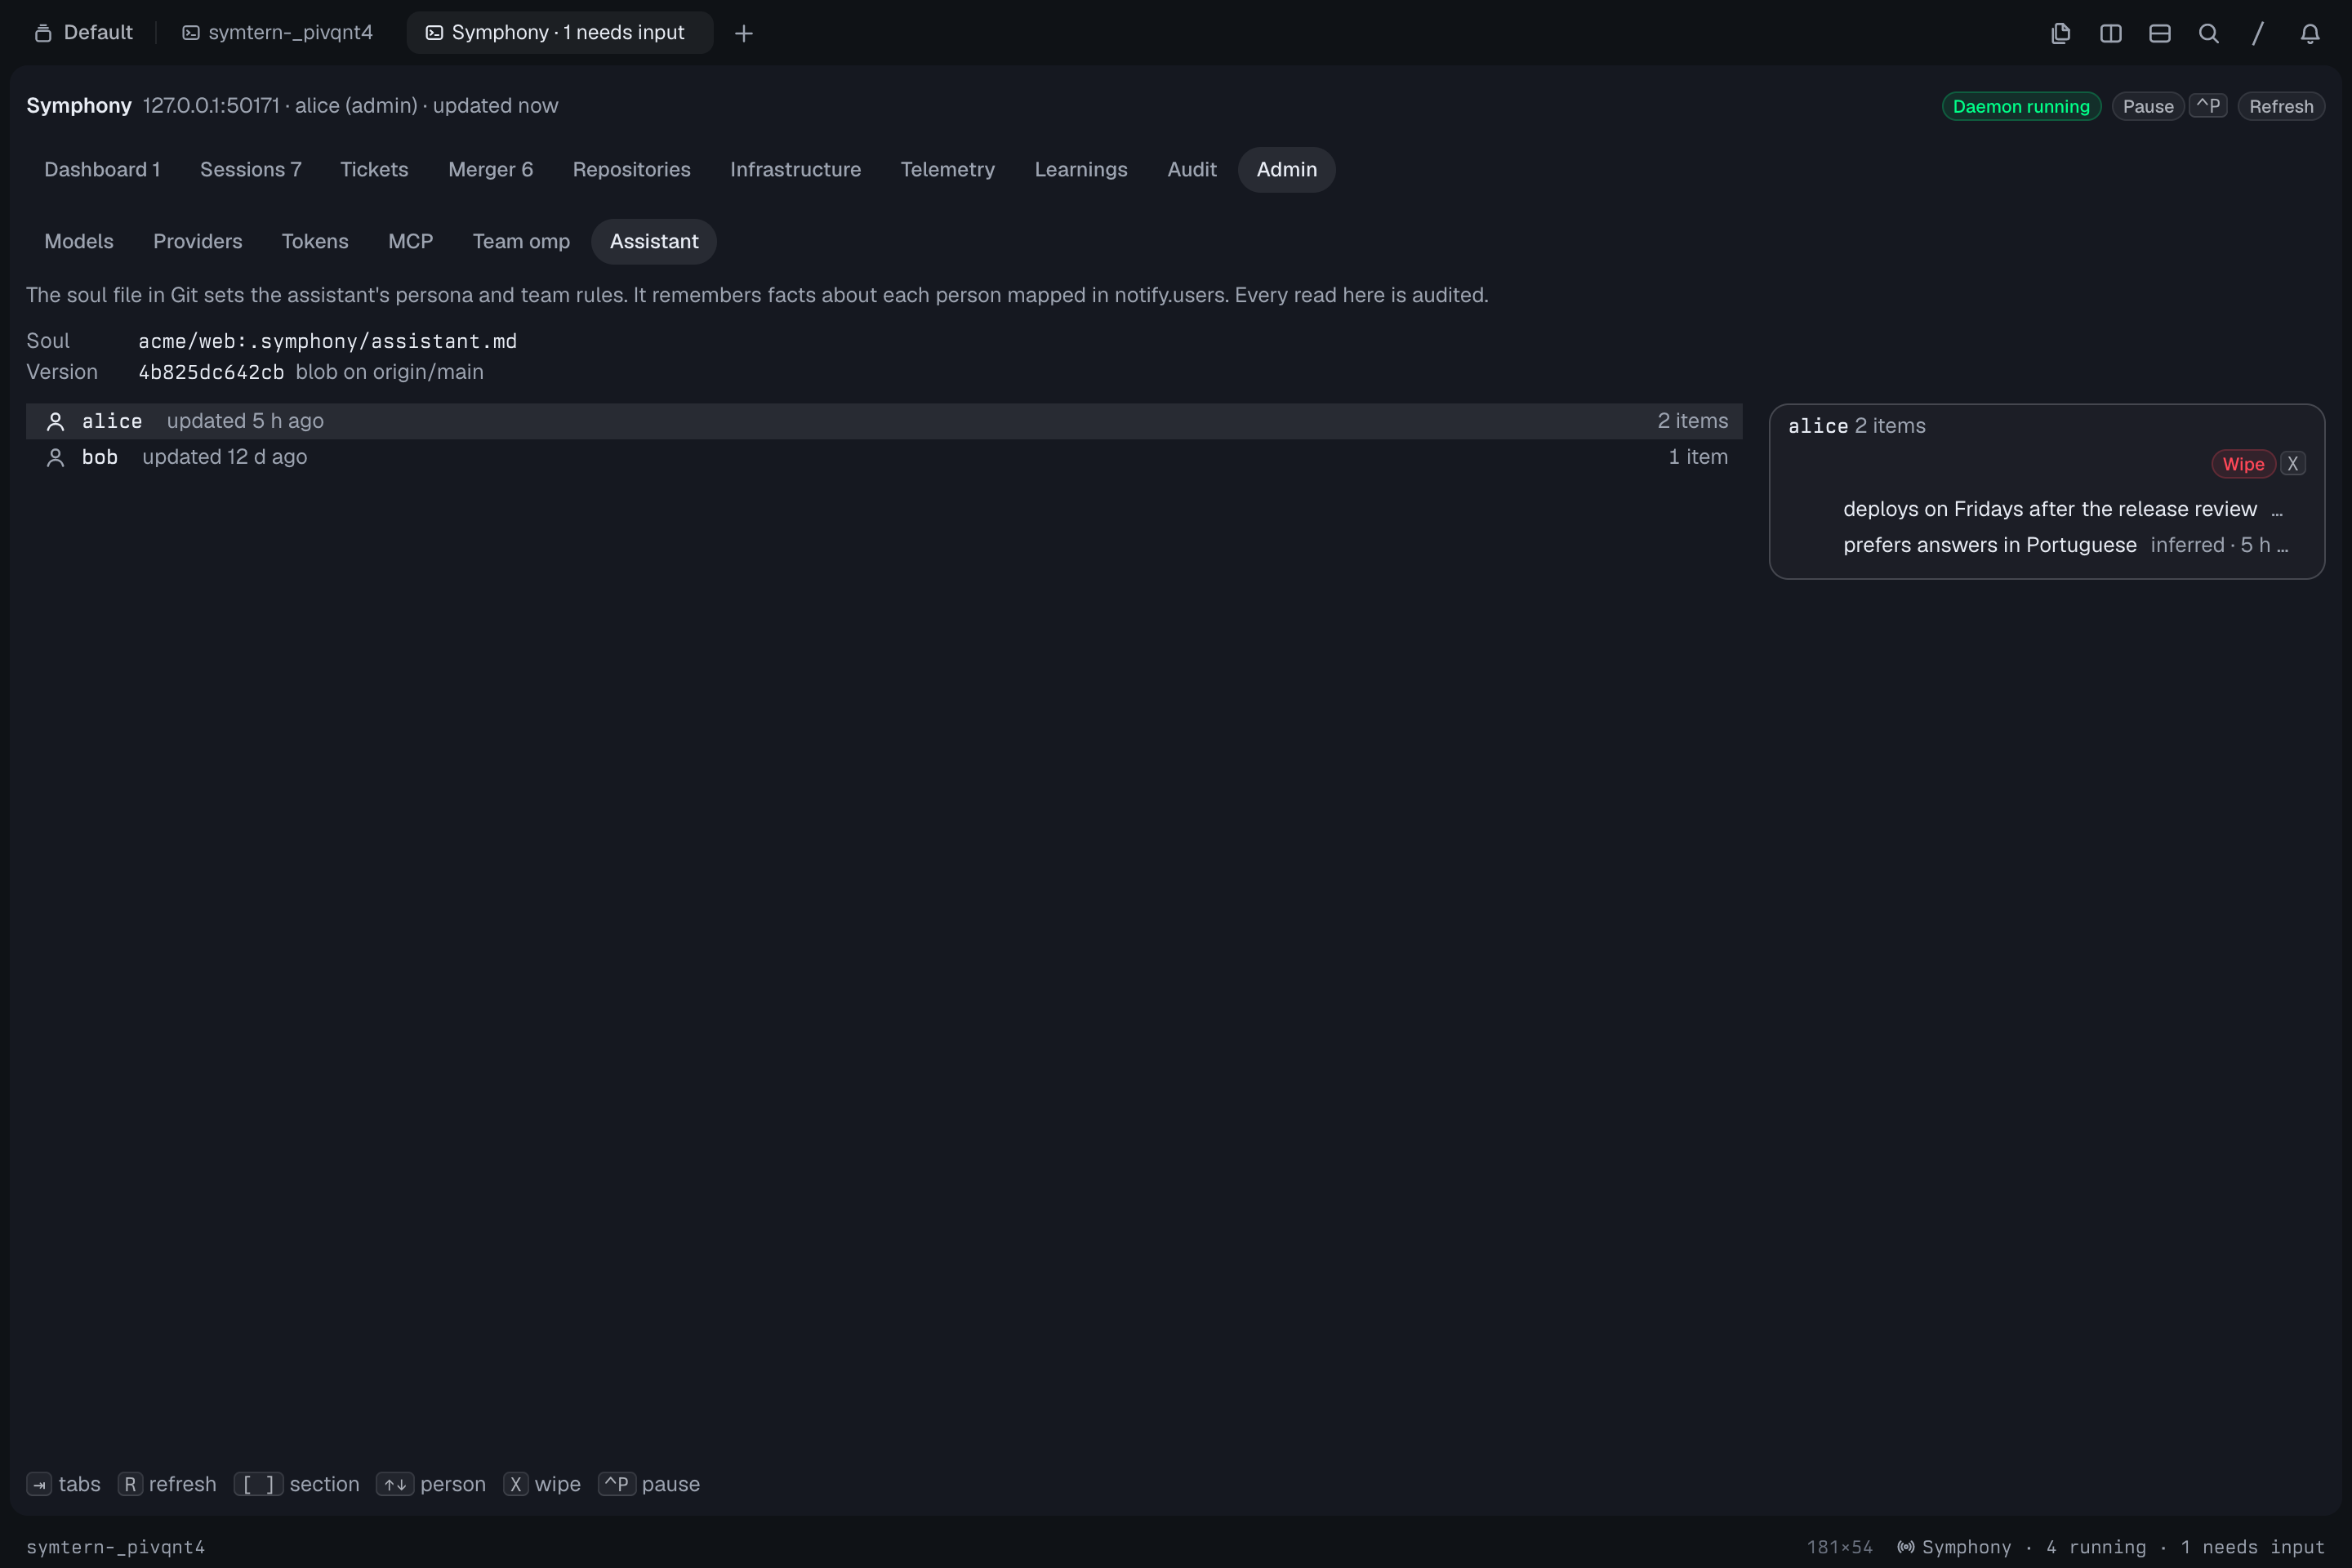 Default symtern-_pivqnt4 Symphony · 1 needs input
Symphony 127.0.0.1:50171 · alice (admin) · updated now Daemon running Pause ^P Refresh
Dashboard 1 Sessions 7 Tickets Merger 6 Repositories Infrastructure Telemetry Learnings Audit Admin
Models Providers Tokens MCP Team omp Assistant
The soul file in Git sets the assistant's persona and team rules. It remembers facts about each person mapped in notify.users. Every read here is audited.
Soul acme/web:.symphony/assistant.md
Version 4b825dc642cb blob on origin/main
alice updated 5 h ago 2 items
bob updated 12 d ago 1 item
alice 2 items
Wipe X
deploys on Fridays after the release review …
prefers answers in Portuguese inferred · 5 h …
⇥ tabs R refresh [ ] section ↑↓ person X wipe ^P pause
symtern-_pivqnt4 181×54 Symphony · 4 running · 1 needs input